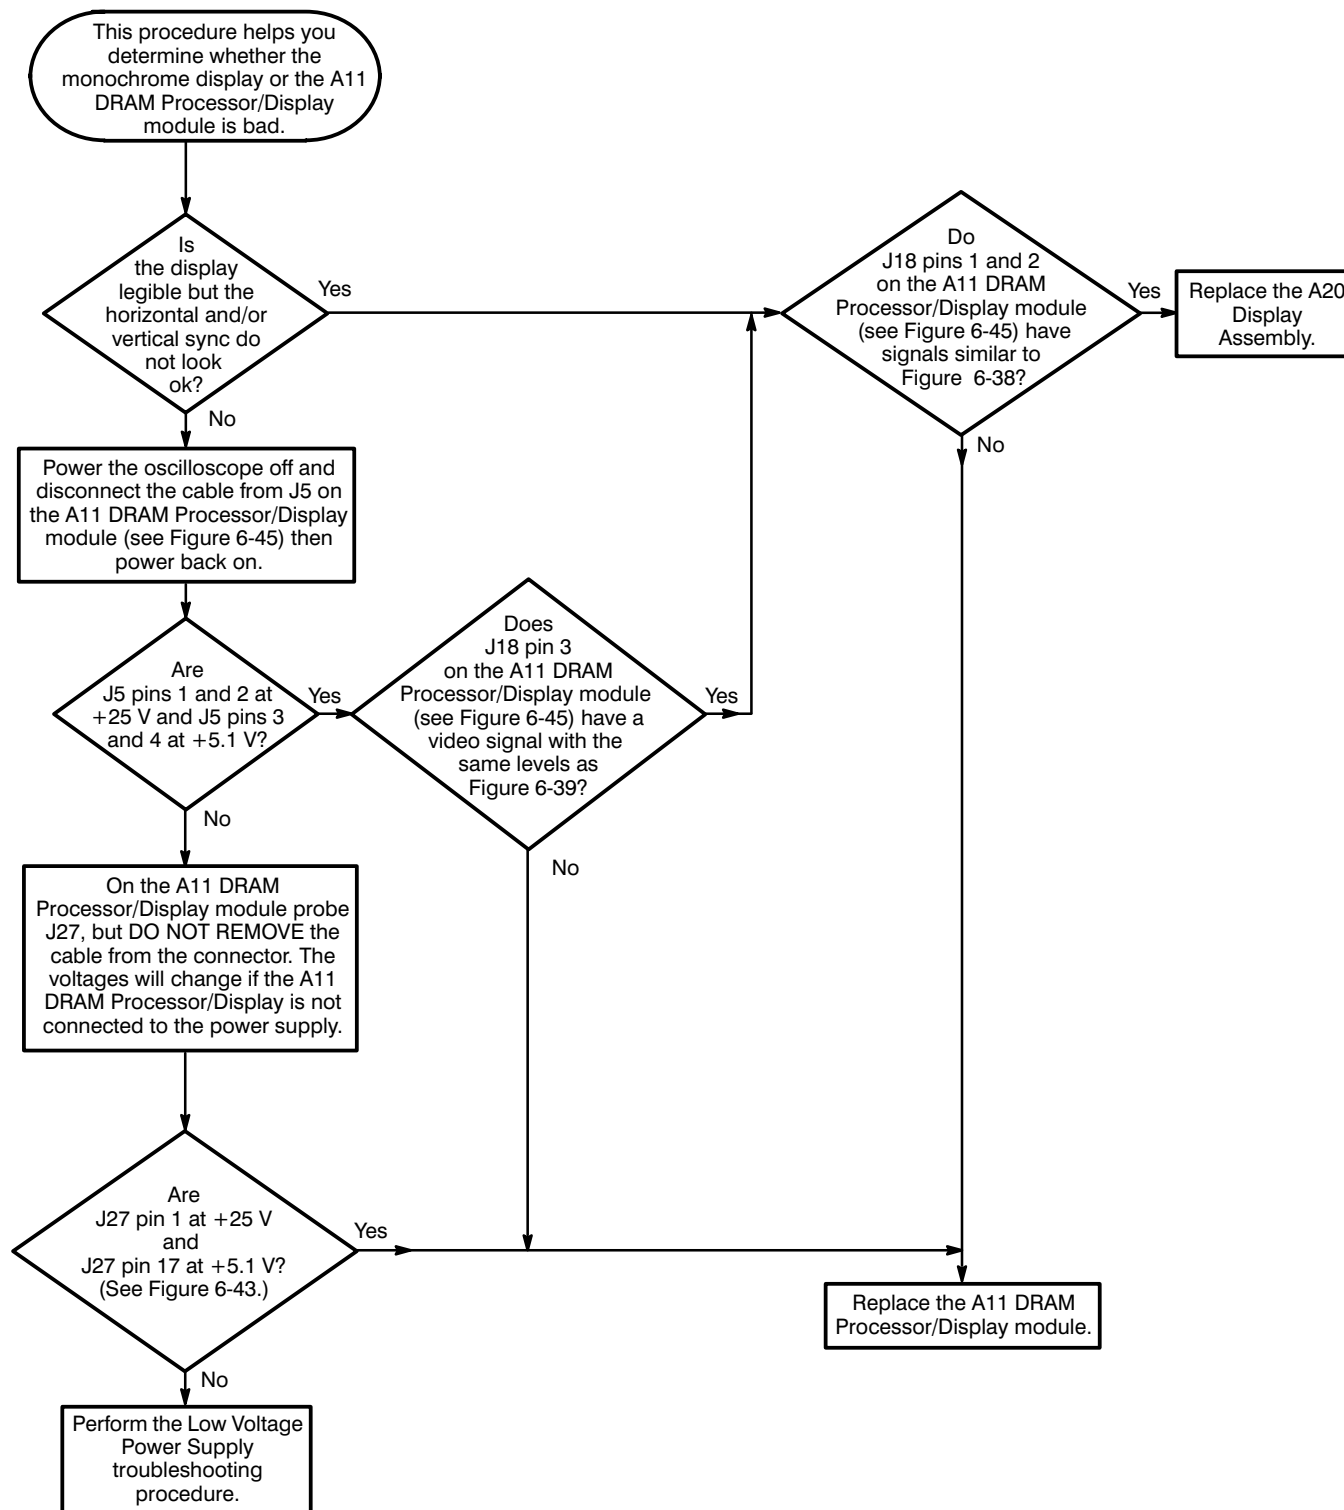 This procedure helps you
determine whether the
monochrome display or the A11
DRAM Processor/Display
module is bad.
Is
the display
legible but the
horizontal and/or
vertical sync do
not look
ok?
Yes
No
Do
J18 pins 1 and 2
on the A11 DRAM
Processor/Display module
(see Figure 6-45) have
signals similar to
Figure 6-38?
Yes
No
Replace the A20
Display
Assembly.
Power the oscilloscope off and
disconnect the cable from J5 on
the A11 DRAM Processor/Display
module (see Figure 6-45) then
power back on.
Are
J5 pins 1 and 2 at
+25 V and J5 pins 3
and 4 at +5.1 V?
Yes
No
Does
J18 pin 3
on the A11 DRAM
Processor/Display module
(see Figure 6-45) have a
video signal with the
same levels as
Figure 6-39?
Yes
No
On the A11 DRAM
Processor/Display module probe
J27, but DO NOT REMOVE the
cable from the connector. The
voltages will change if the A11
DRAM Processor/Display is not
connected to the power supply.
Are
J27 pin 1 at +25 V
and
J27 pin 17 at +5.1 V?
(See Figure 6-43.)
Yes
No
Replace the A11 DRAM
Processor/Display module.
Perform the Low Voltage
Power Supply
troubleshooting
procedure.